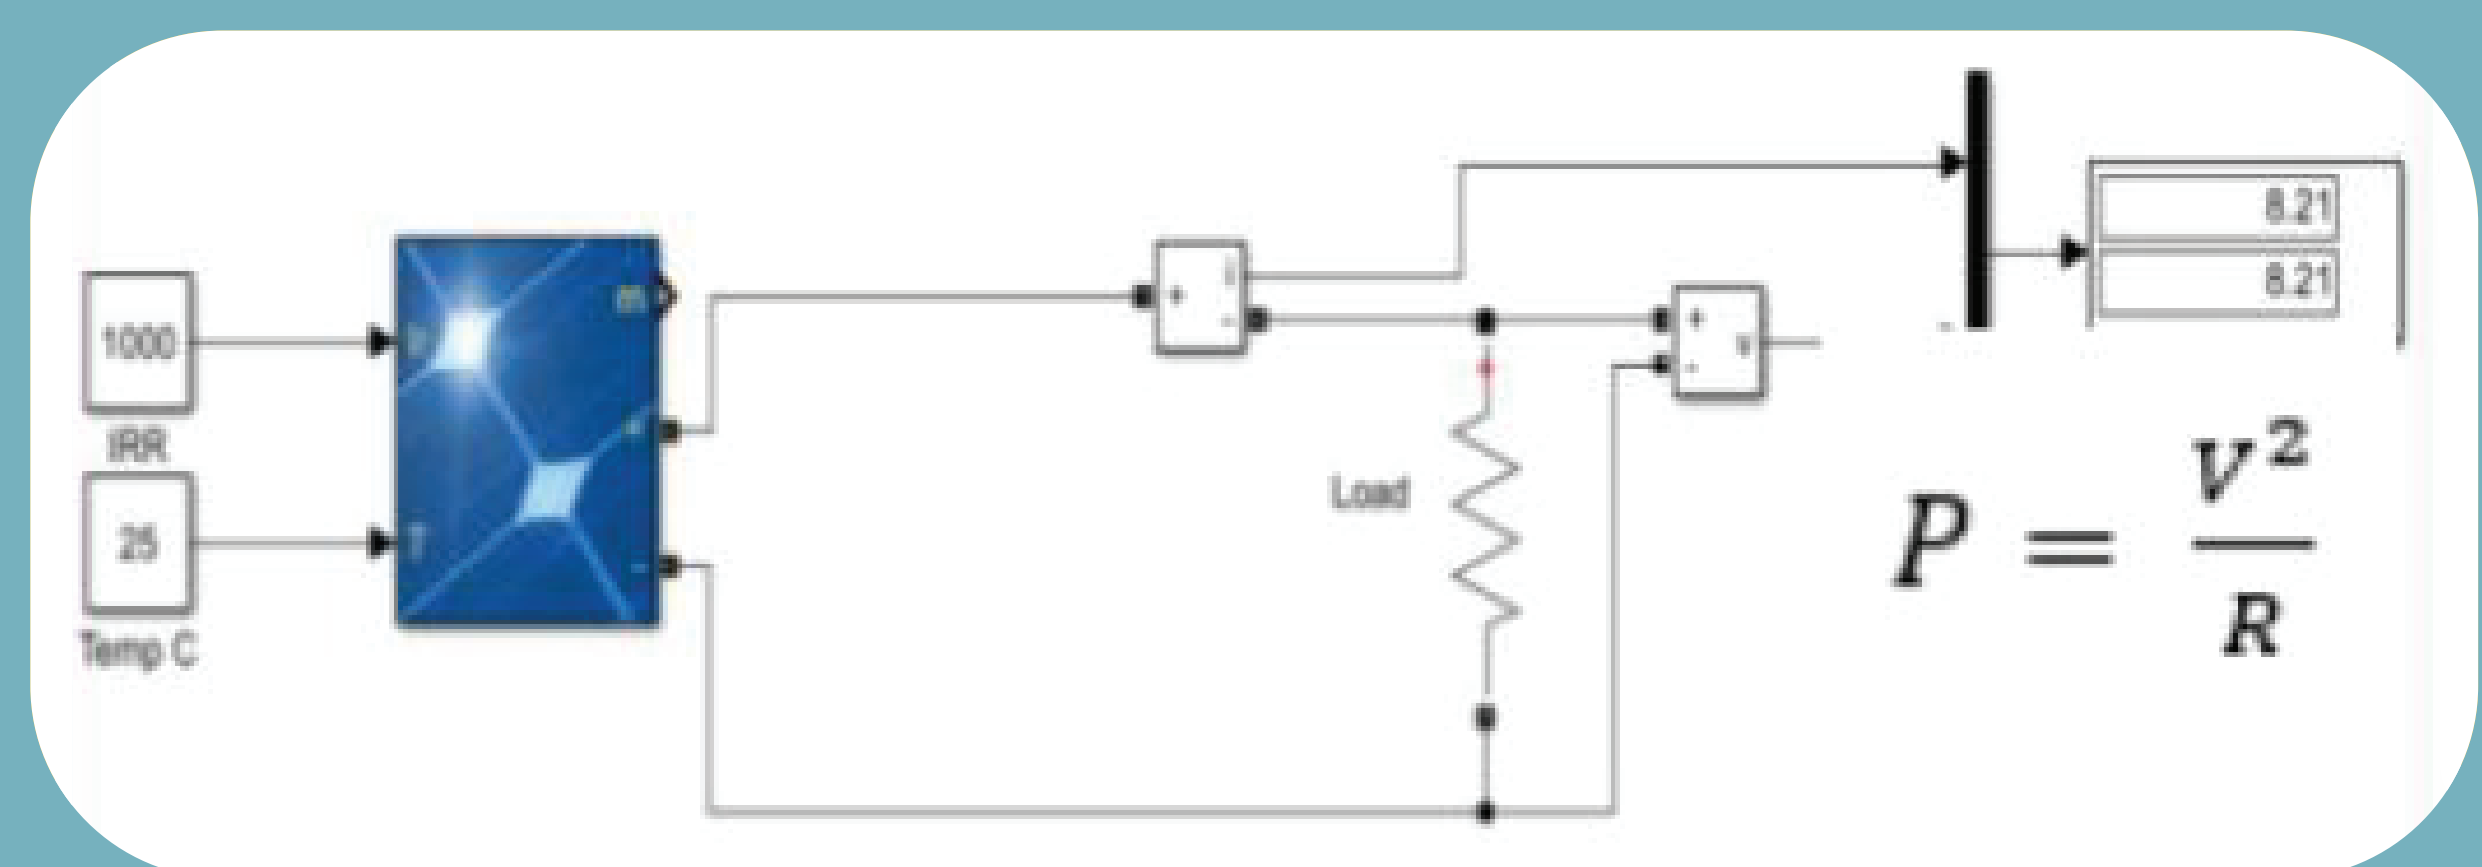 1000
IRR
25
Temp C
m
+
-
+
i
-
+
-
v
Load
8.21
8.21
P = V²/R